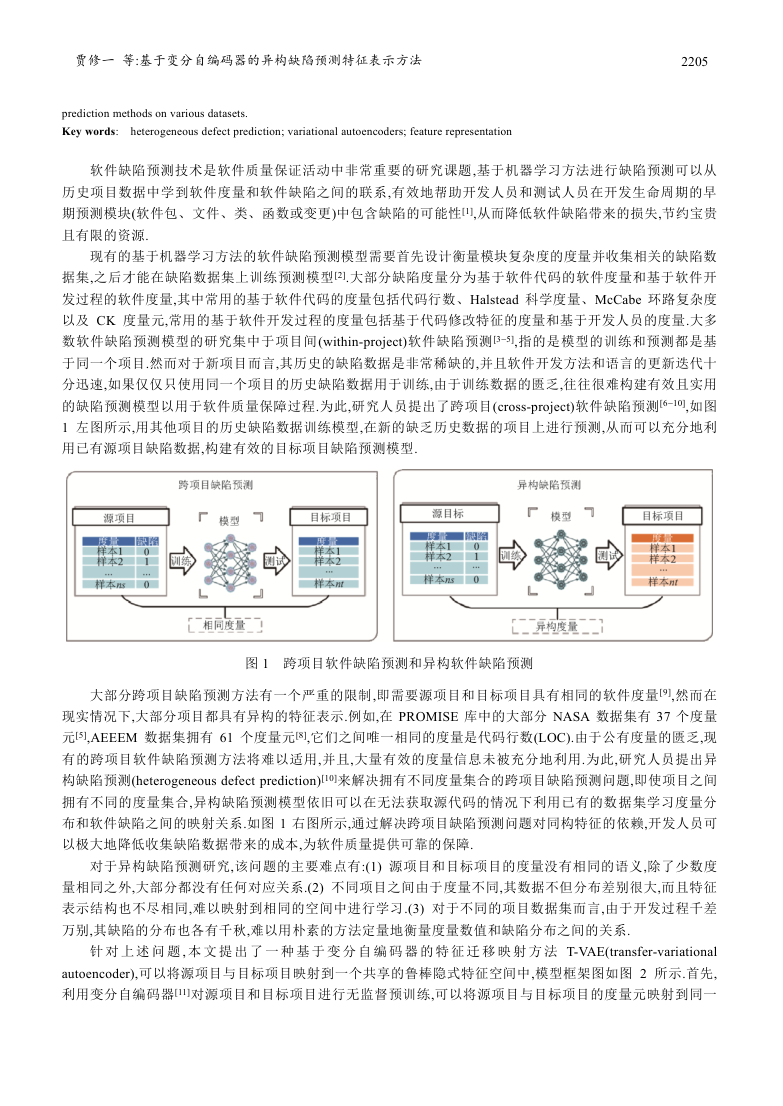 贾修一 等:基于变分自编码器的异构缺陷预测特征表示方法
2205
prediction methods on various datasets.
Key words: heterogeneous defect prediction; variational autoencoders; feature representation
软件缺陷预测技术是软件质量保证活动中非常重要的研究课题,基于机器学习方法进行缺陷预测可以从
历史项目数据中学到软件度量和软件缺陷之间的联系,有效地帮助开发人员和测试人员在开发生命周期的早
期预测模块(软件包、文件、类、函数或变更)中包含缺陷的可能性[1],从而降低软件缺陷带来的损失,节约宝贵
且有限的资源.
现有的基于机器学习方法的软件缺陷预测模型需要首先设计衡量模块复杂度的度量并收集相关的缺陷数
据集,之后才能在缺陷数据集上训练预测模型[2].大部分缺陷度量分为基于软件代码的软件度量和基于软件开
发过程的软件度量,其中常用的基于软件代码的度量包括代码行数、Halstead 科学度量、McCabe 环路复杂度
以及 CK 度量元,常用的基于软件开发过程的度量包括基于代码修改特征的度量和基于开发人员的度量.大多
数软件缺陷预测模型的研究集中于项目间(within-project)软件缺陷预测[3−5],指的是模型的训练和预测都是基
于同一个项目.然而对于新项目而言,其历史的缺陷数据是非常稀缺的,并且软件开发方法和语言的更新迭代十
分迅速,如果仅仅只使用同一个项目的历史缺陷数据用于训练,由于训练数据的匮乏,往往很难构建有效且实用
的缺陷预测模型以用于软件质量保障过程.为此,研究人员提出了跨项目(cross-project)软件缺陷预测[6−10],如图
1 左图所示,用其他项目的历史缺陷数据训练模型,在新的缺乏历史数据的项目上进行预测,从而可以充分地利
用已有源项目缺陷数据,构建有效的目标项目缺陷预测模型.
跨项目缺陷预测
源项目
模型
目标项目
度量 缺陷
样本1 0
样本2 1
... ...
样本ns 0
训练
测试
度量
样本1
样本2
...
样本nt
相同度量
异构缺陷预测
源目标
模型
目标项目
度量 缺陷
样本1 0
样本2 1
... ...
样本ns 0
训练
测试
度量
样本1
样本2
...
样本nt
异构度量
图 1 跨项目软件缺陷预测和异构软件缺陷预测
大部分跨项目缺陷预测方法有一个严重的限制,即需要源项目和目标项目具有相同的软件度量[9],然而在
现实情况下,大部分项目都具有异构的特征表示.例如,在 PROMISE 库中的大部分 NASA 数据集有 37 个度量
元[5],AEEEM 数据集拥有 61 个度量元[8],它们之间唯一相同的度量是代码行数(LOC).由于公有度量的匮乏,现
有的跨项目软件缺陷预测方法将难以适用,并且,大量有效的度量信息未被充分地利用.为此,研究人员提出异
构缺陷预测(heterogeneous defect prediction)[10]来解决拥有不同度量集合的跨项目缺陷预测问题,即使项目之间
拥有不同的度量集合,异构缺陷预测模型依旧可以在无法获取源代码的情况下利用已有的数据集学习度量分
布和软件缺陷之间的映射关系.如图 1 右图所示,通过解决跨项目缺陷预测问题对同构特征的依赖,开发人员可
以极大地降低收集缺陷数据带来的成本,为软件质量提供可靠的保障.
对于异构缺陷预测研究,该问题的主要难点有:(1) 源项目和目标项目的度量没有相同的语义,除了少数度
量相同之外,大部分都没有任何对应关系.(2) 不同项目之间由于度量不同,其数据不但分布差别很大,而且特征
表示结构也不尽相同,难以映射到相同的空间中进行学习.(3) 对于不同的项目数据集而言,由于开发过程千差
万别,其缺陷的分布也各有千秋,难以用朴素的方法定量地衡量度量数值和缺陷分布之间的关系.
针对上述问题,本文提出了一种基于变分自编码器的特征迁移映射方法 T-VAE(transfer-variational
autoencoder),可以将源项目与目标项目映射到一个共享的鲁棒隐式特征空间中,模型框架图如图 2 所示.首先,
利用变分自编码器[11]对源项目和目标项目进行无监督预训练,可以将源项目与目标项目的度量元映射到同一